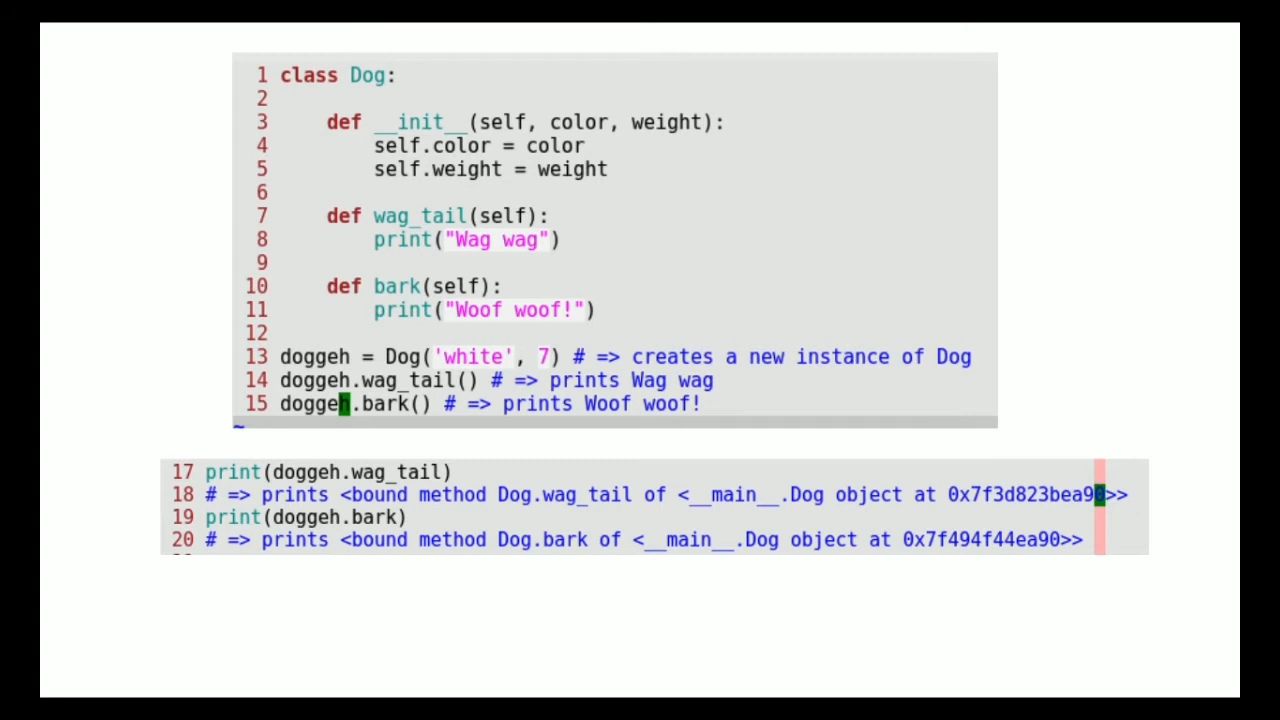 1 class Dog:
2
3     def __init__(self, color, weight):
4         self.color = color
5         self.weight = weight
6
7     def wag_tail(self):
8         print("Wag wag")
9
10     def bark(self):
11         print("Woof woof!")
12
13 doggeh = Dog('white', 7) # => creates a new instance of Dog
14 doggeh.wag_tail() # => prints Wag wag
15 doggeh.bark() # => prints Woof woof!
~
17 print(doggeh.wag_tail)
18 # => prints <bound method Dog.wag_tail of <__main__.Dog object at 0x7f3d823bea90>>
19 print(doggeh.bark)
20 # => prints <bound method Dog.bark of <__main__.Dog object at 0x7f494f44ea90>>